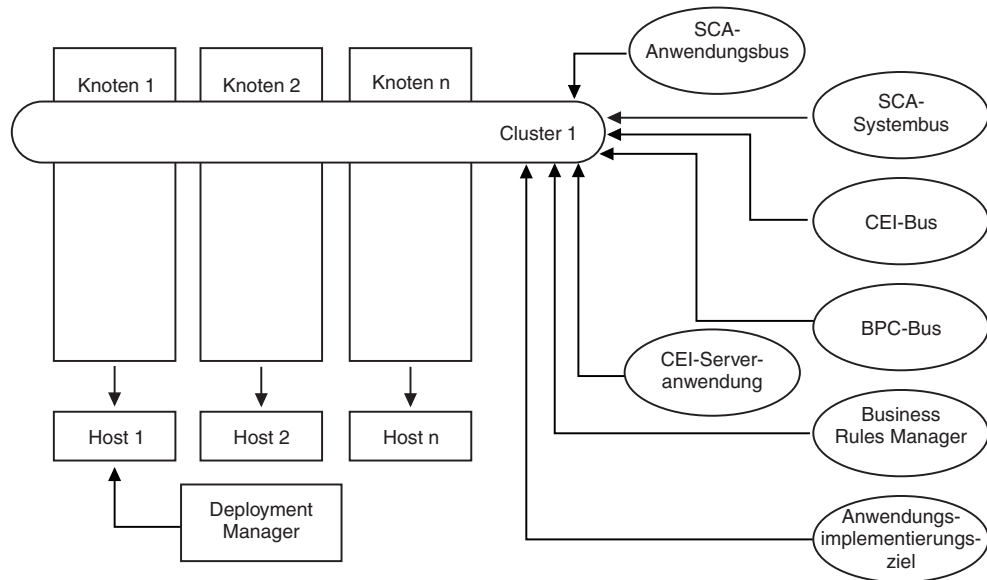 SCA-
Anwendungsbus
Knoten 1
Knoten 2
Knoten n
SCA-
Systembus
Cluster 1
CEI-Bus
BPC-Bus
CEI-Server-
anwendung
Business
Rules Manager
Host 1
Host 2
Host n
Deployment
Manager
Anwendungs-
implementierungs-
ziel